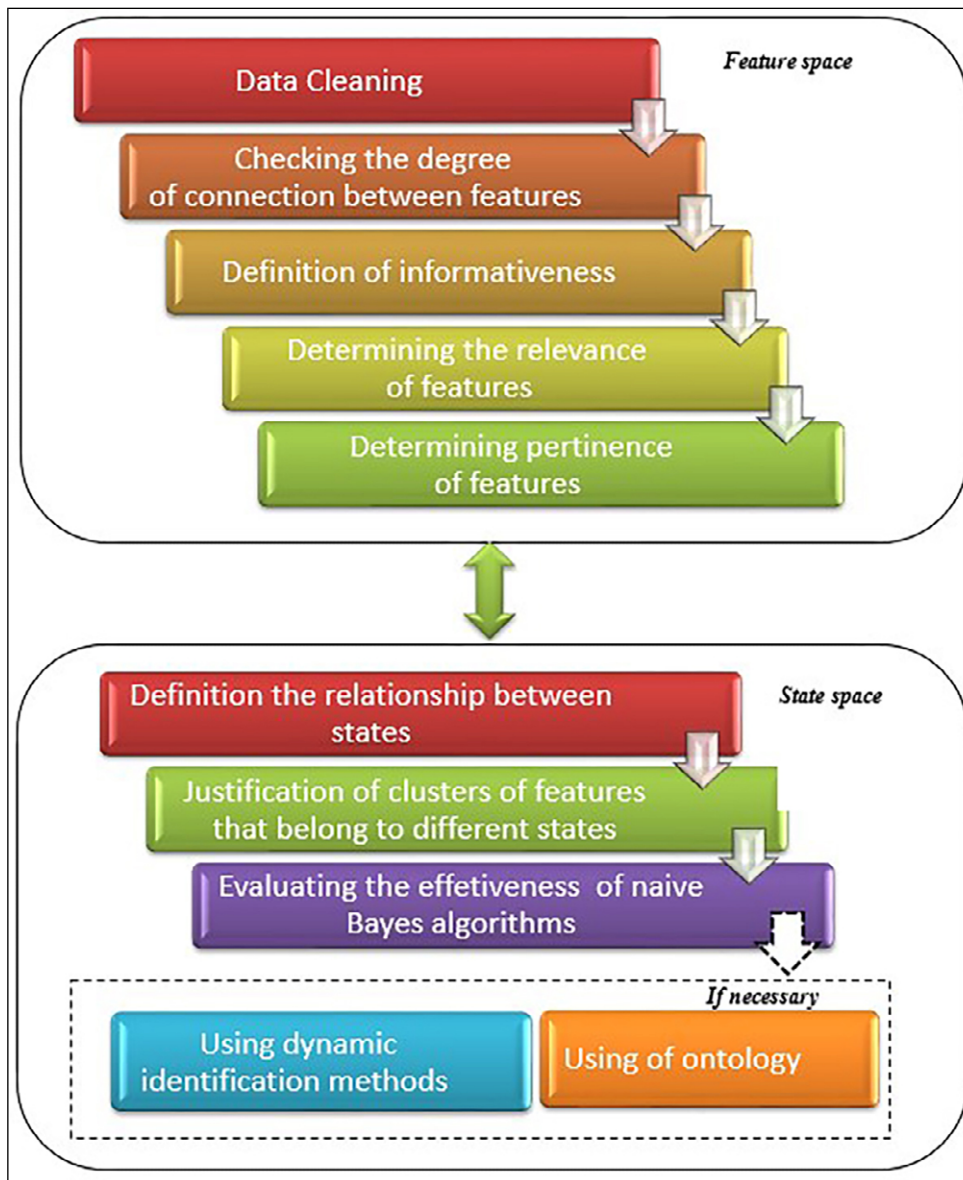 Feature space
Data Cleaning
Checking the degree
of connection between features
Definition of informativeness
Determining the relevance
of features
Determining pertinence
of features
State space
Definition the relationship between
states
Justification of clusters of features
that belong to different states
Evaluating the effetiveness of naive
Bayes algorithms
If necessary
Using dynamic
identification methods
Using of ontology